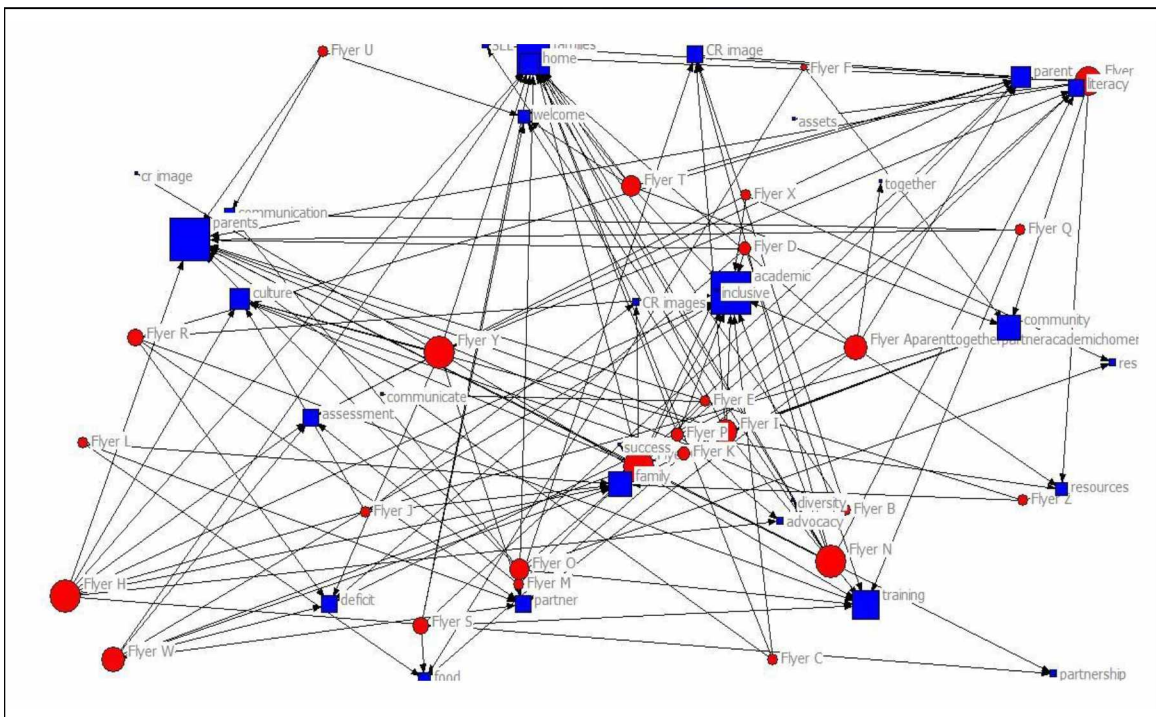 Flyer U
families
home
CR image
Flyer F
parent
Flyer
literacy
welcome
assets
cr image
Flyer T
Flyer X
together
communication
parents
Flyer Q
Flyer D
academic
inclusive
culture
CR images
community
Flyer R
Flyer Y
Flyer Aparenttogetherpartneracademichomer
res
communicate
Flyer E
assessment
Flyer I
Flyer P
Flyer L
success
Flyer K
family
resources
diversity
Flyer Z
Flyer J
Flyer B
advocacy
Flyer N
Flyer O
Flyer H
Flyer M
deficit
partner
training
Flyer S
Flyer W
Flyer C
food
partnership